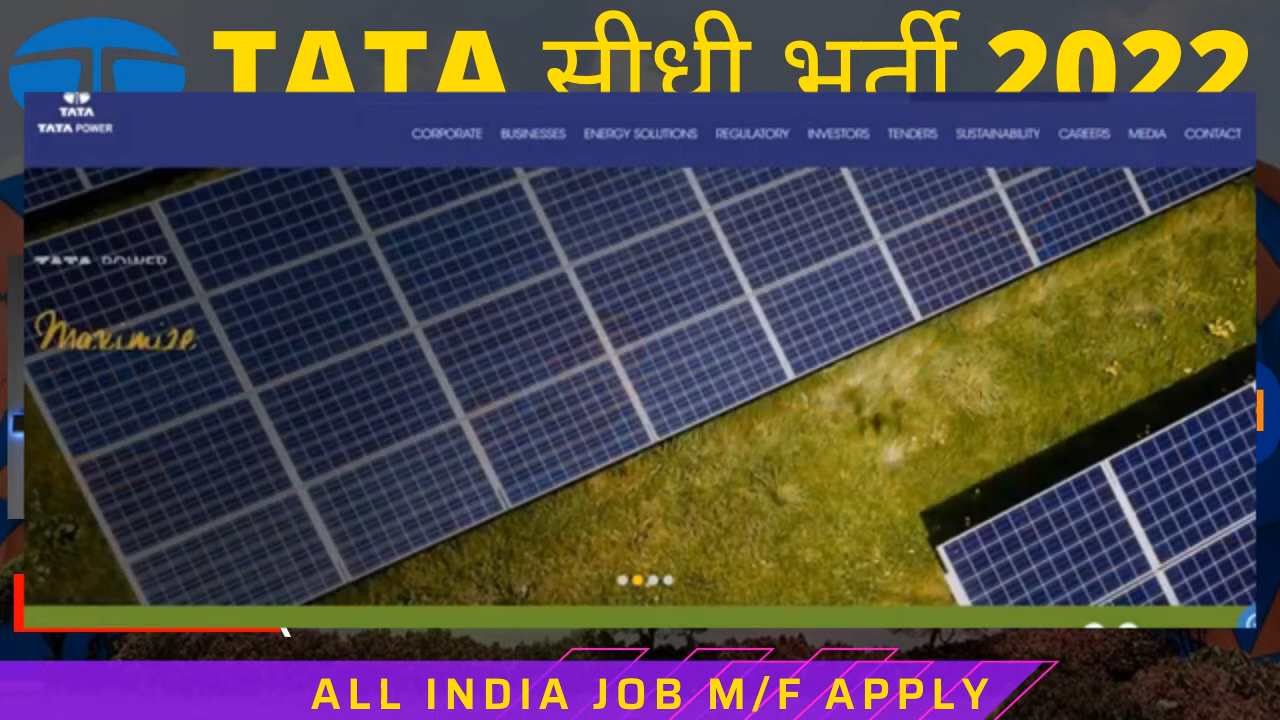 TATA सीधी भर्ती 2022
TATA
TATA POWER
CORPORATE BUSINESSES ENERGY SOLUTIONS REGULATORY INVESTORS TENDERS SUSTAINABILITY CAREERS MEDIA CONTACT
TATA POWER
Maximize
ALL INDIA JOB M/F APPLY